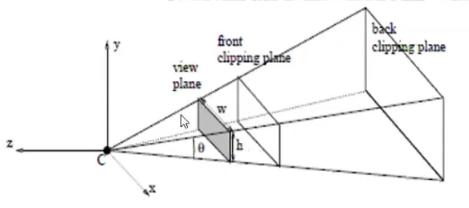 y
front
clipping plane
back
clipping plane
view
plane
w
z
C
θ
h
x